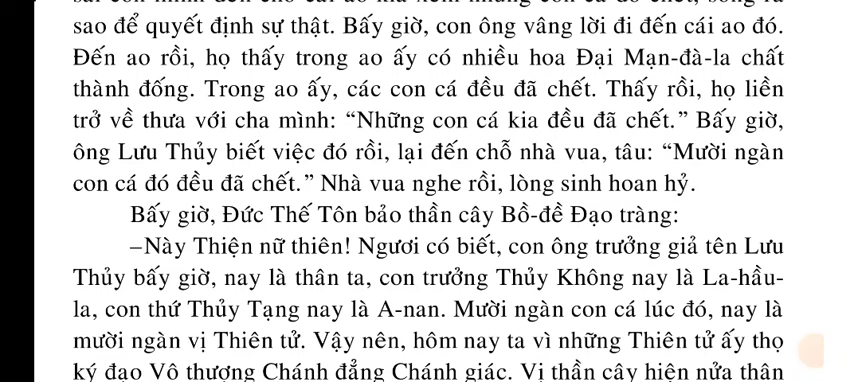 sao để quyết định sự thật. Bấy giờ, con ông vâng lời đi đến cái ao đó.
Đến ao rồi, họ thấy trong ao ấy có nhiều hoa Đại Mạn-đà-la chất
thành đống. Trong ao ấy, các con cá đều đã chết. Thấy rồi, họ liền
trở về thưa với cha mình: “Những con cá kia đều đã chết.” Bấy giờ,
ông Lưu Thủy biết việc đó rồi, lại đến chỗ nhà vua, tâu: “Mười ngàn
con cá đó đều đã chết.” Nhà vua nghe rồi, lòng sinh hoan hỷ.
Bấy giờ, Đức Thế Tôn bảo thần cây Bồ-đề Đạo tràng:
–Này Thiện nữ thiên! Ngươi có biết, con ông trưởng giả tên Lưu
Thủy bấy giờ, nay là thân ta, con trưởng Thủy Không nay là La-hầu-
la, con thứ Thủy Tạng nay là A-nan. Mười ngàn con cá lúc đó, nay là
mười ngàn vị Thiên tử. Vậy nên, hôm nay ta vì những Thiên tử ấy thọ
ký đạo Vô thượng Chánh đẳng Chánh giác. Vị thần cây hiện nửa thân